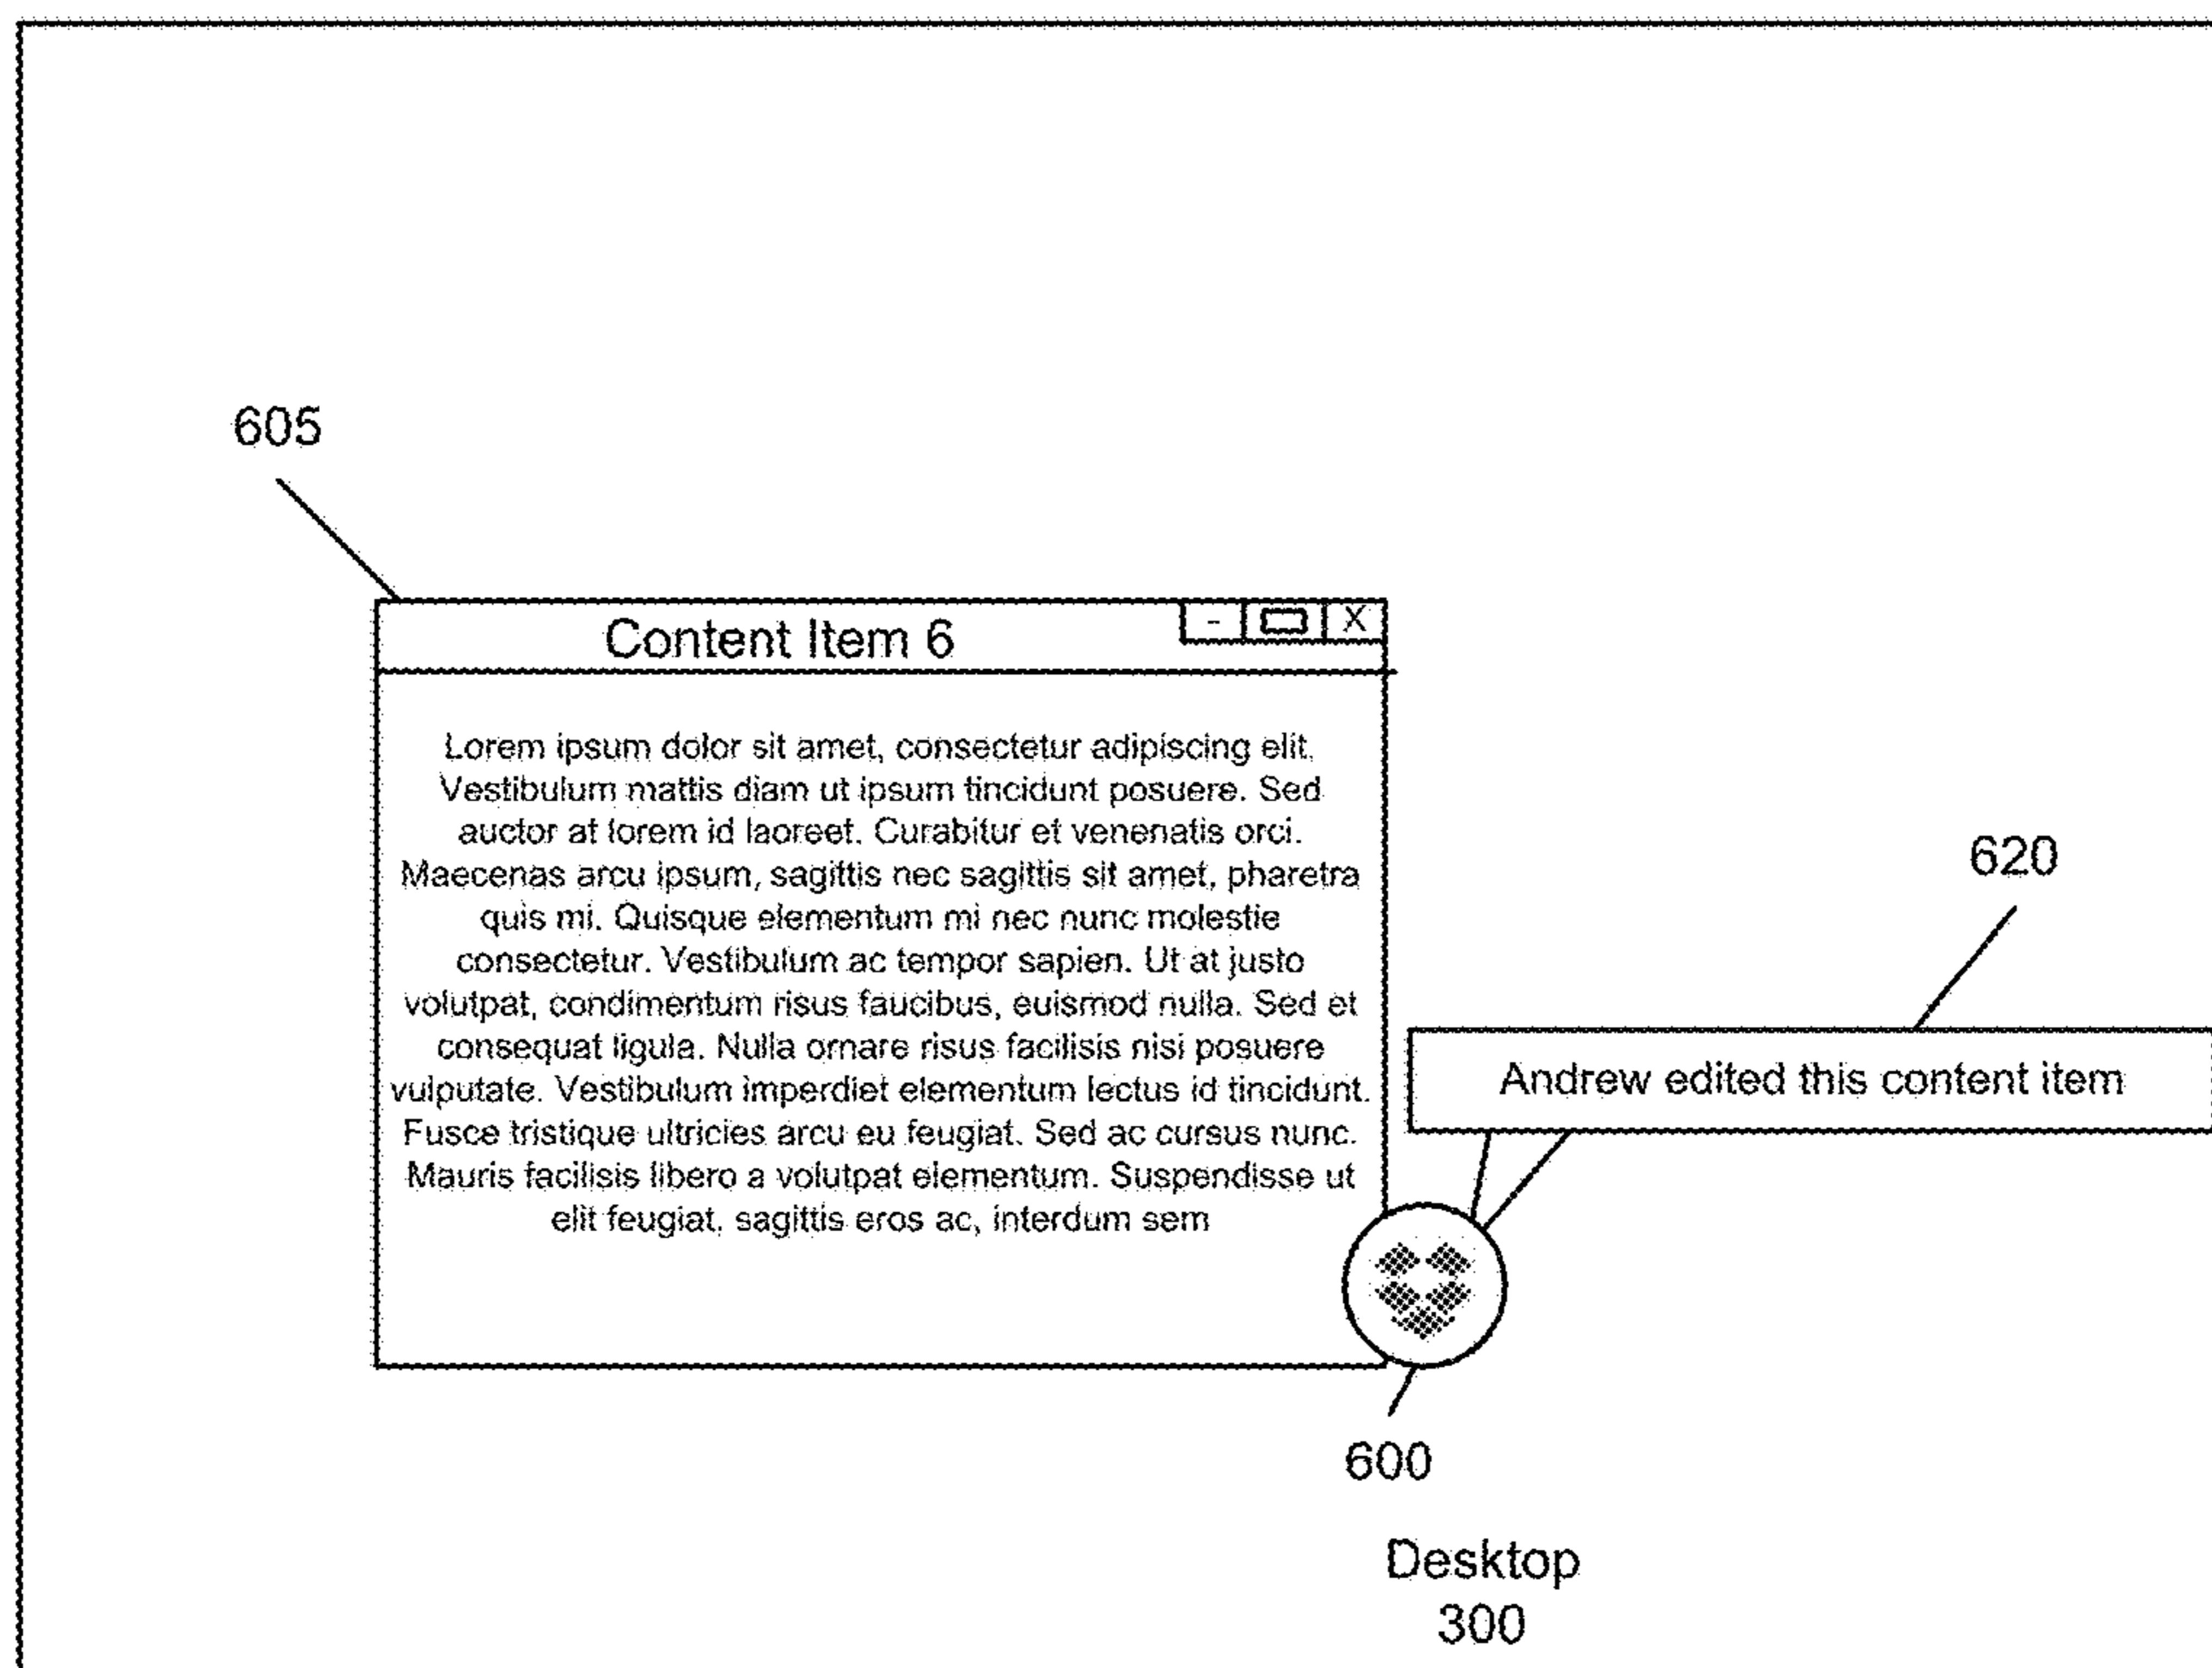 605
Content Item 6
- X
Lorem ipsum dolor sit amet, consectetur adipiscing elit.
Vestibulum mattis diam ut ipsum tincidunt posuere. Sed
auctor at lorem id laoreet. Curabitur et venenatis orci.
Maecenas arcu ipsum, sagittis nec sagittis sit amet, pharetra
quis mi. Quisque elementum mi nec nunc molestie
consectetur. Vestibulum ac tempor sapien. Ut at justo
volutpat, condimentum risus faucibus, euismod nulla. Sed et
consequat ligula. Nulla ornare risus facilisis nisi posuere
vulputate. Vestibulum imperdiet elementum lectus id tincidunt.
Fusce tristique ultricies arcu eu feugiat. Sed ac cursus nunc.
Mauris facilisis libero a volutpat elementum. Suspendisse ut
elit feugiat, sagittis eros ac, interdum sem
620
Andrew edited this content item
600
Desktop
300